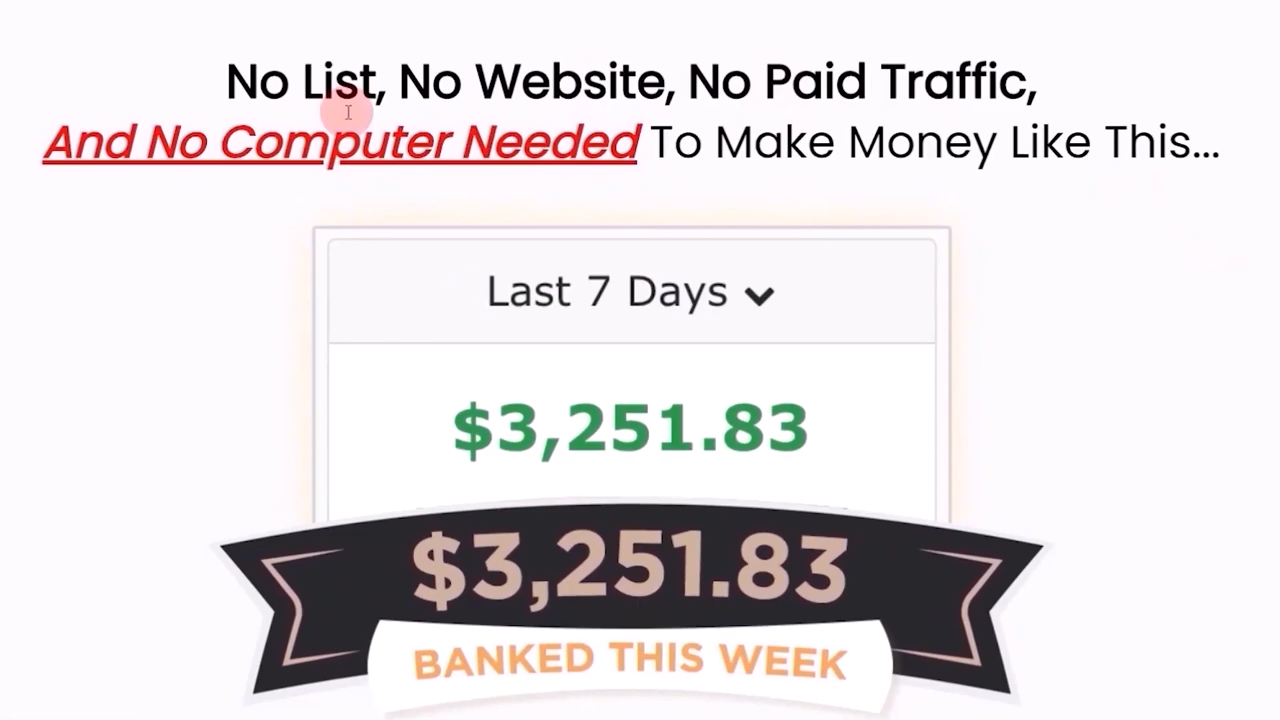 No List, No Website, No Paid Traffic,
And No Computer Needed To Make Money Like This...
Last 7 Days
$3,251.83
$3,251.83
BANKED THIS WEEK